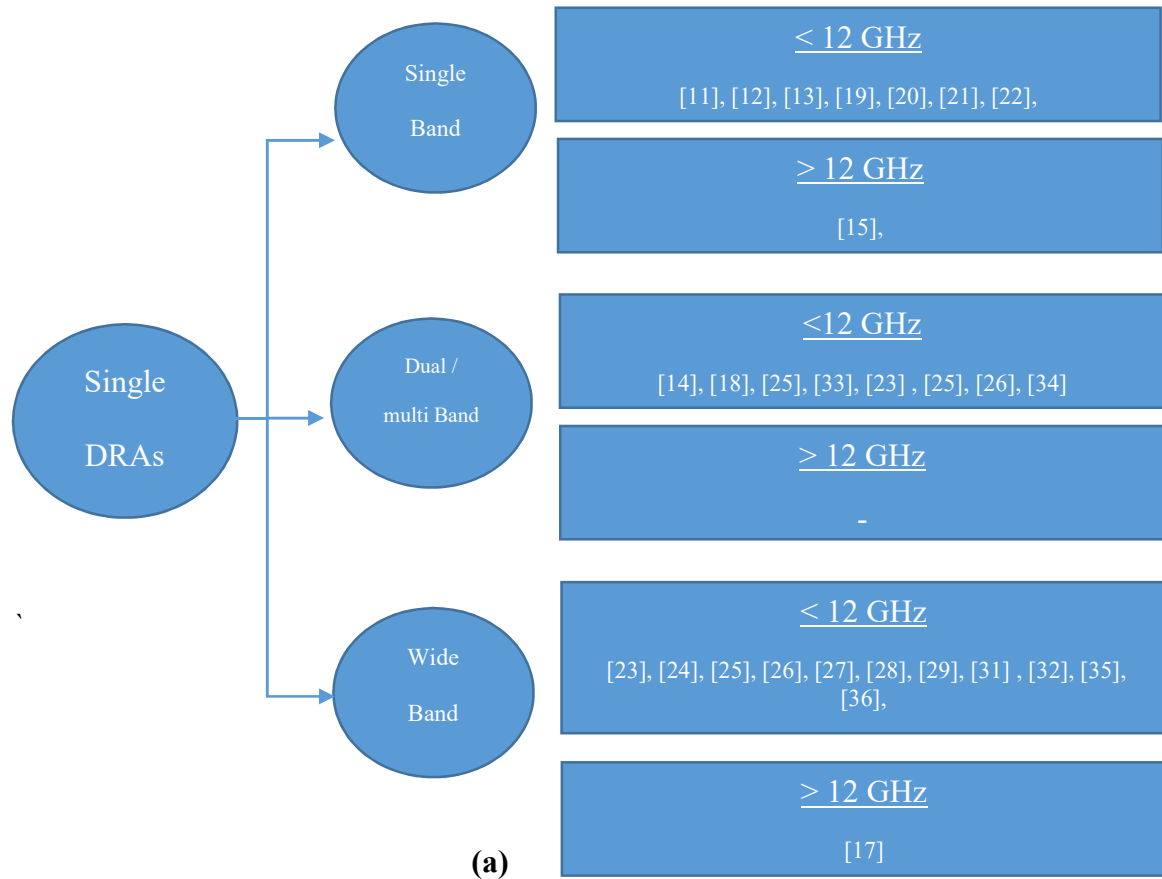 Single
DRAs
Single
Band
< 12 GHz
[11], [12], [13], [19], [20], [21], [22],
> 12 GHz
[15],
Dual /
multi Band
<12 GHz
[14], [18], [25], [33], [23] , [25], [26], [34]
> 12 GHz
-
Wide
Band
< 12 GHz
[23], [24], [25], [26], [27], [28], [29], [31] , [32], [35],
[36],
> 12 GHz
[17]
`
(a)